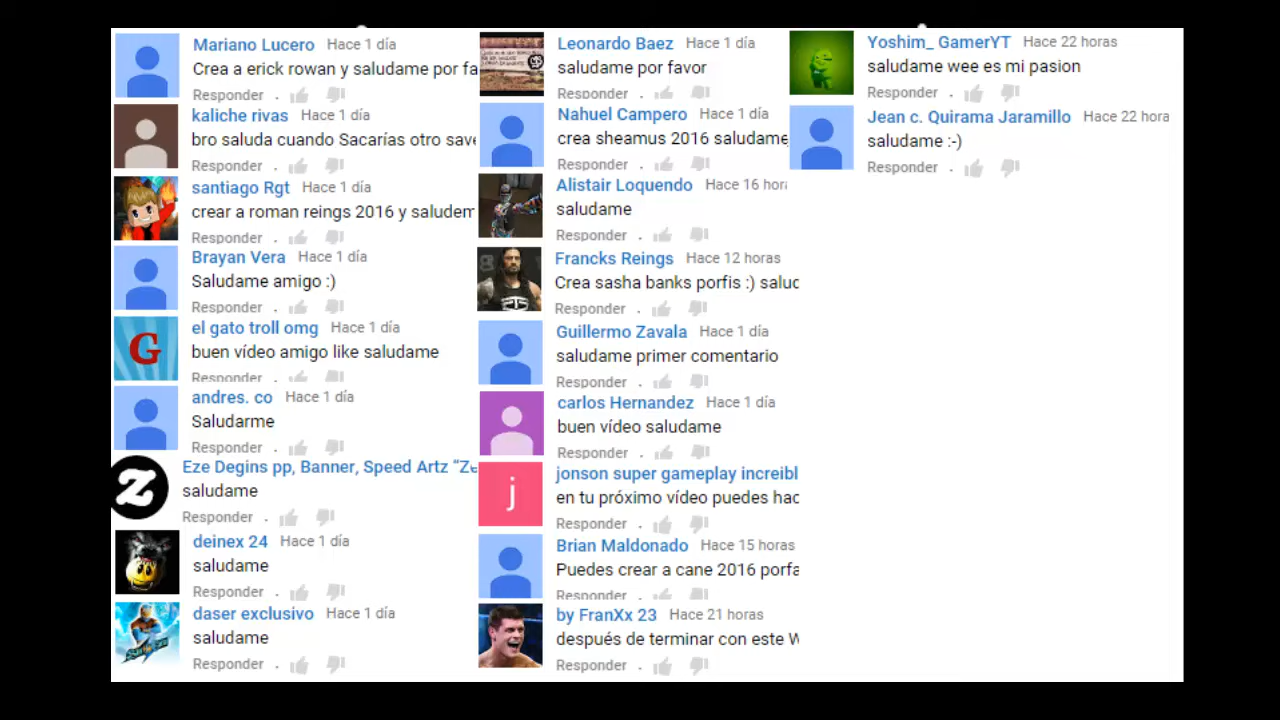 Mariano Lucero Hace 1 día
Crea a erick rowan y saludame por fa
Responder .
kaliche rivas Hace 1 día
bro saluda cuando Sacarías otro save
Responder .
santiago Rgt Hace 1 día
crear a roman reings 2016 y saludem
Responder .
Brayan Vera Hace 1 día
Saludame amigo :)
Responder .
G
el gato troll omg Hace 1 día
buen vídeo amigo like saludame
Responder .
andres. co Hace 1 día
Saludarme
Responder .
Z
Eze Degins pp, Banner, Speed Artz “Ze
saludame
Responder .
deinex 24 Hace 1 día
saludame
Responder .
daser exclusivo Hace 1 día
saludame
Responder .
Leonardo Baez Hace 1 día
saludame por favor
Responder .
Nahuel Campero Hace 1 día
crea sheamus 2016 saludame
Responder .
Alistair Loquendo Hace 16 hora
saludame
Responder .
Francks Reings Hace 12 horas
Crea sasha banks porfis :) saluc
Responder .
Guillermo Zavala Hace 1 día
saludame primer comentario
Responder .
carlos Hernandez Hace 1 día
buen vídeo saludame
Responder .
j
jonson super gameplay increibl
en tu próximo vídeo puedes hac
Responder .
Brian Maldonado Hace 15 horas
Puedes crear a cane 2016 porfa
Responder .
by FranXx 23 Hace 21 horas
después de terminar con este W
Responder .
Yoshim_ GamerYT Hace 22 horas
saludame wee es mi pasion
Responder .
Jean c. Quirama Jaramillo Hace 22 hora
saludame :-)
Responder .